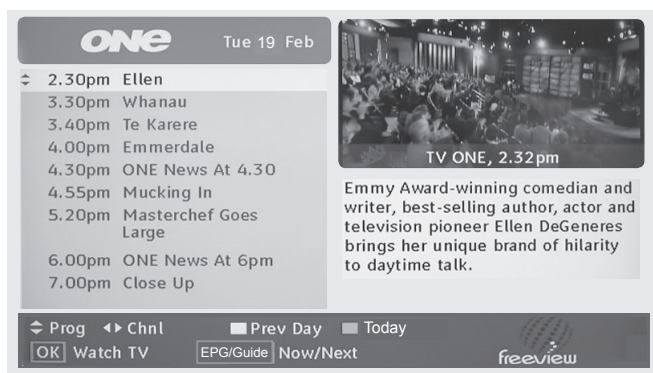 ONE Tue 19 Feb
2.30pm Ellen
3.30pm Whanau
3.40pm Te Karere
4.00pm Emmerdale
4.30pm ONE News At 4.30
4.55pm Mucking In
5.20pm Masterchef Goes
Large
6.00pm ONE News At 6pm
7.00pm Close Up
TV ONE, 2.32pm
Emmy Award-winning comedian and
writer, best-selling author, actor and
television pioneer Ellen DeGeneres
brings her unique brand of hilarity
to daytime talk.
Prog Chnl Prev Day Today
OK Watch TV EPG/Guide Now/Next
freeview